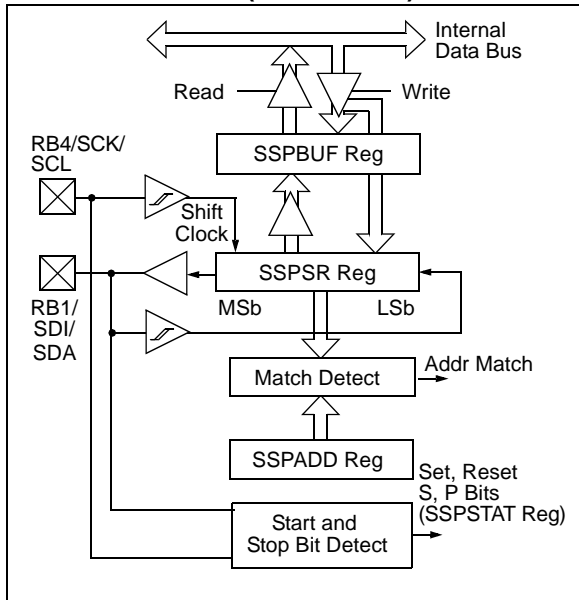 Internal
Data Bus
Read
Write
RB4/SCK/
SCL
SSPBUF Reg
Shift
Clock
SSPSR Reg
MSb
LSb
RB1/
SDI/
SDA
Match Detect
Addr Match
SSPADD Reg
Set, Reset
S, P Bits
(SSPSTAT Reg)
Start and
Stop Bit Detect